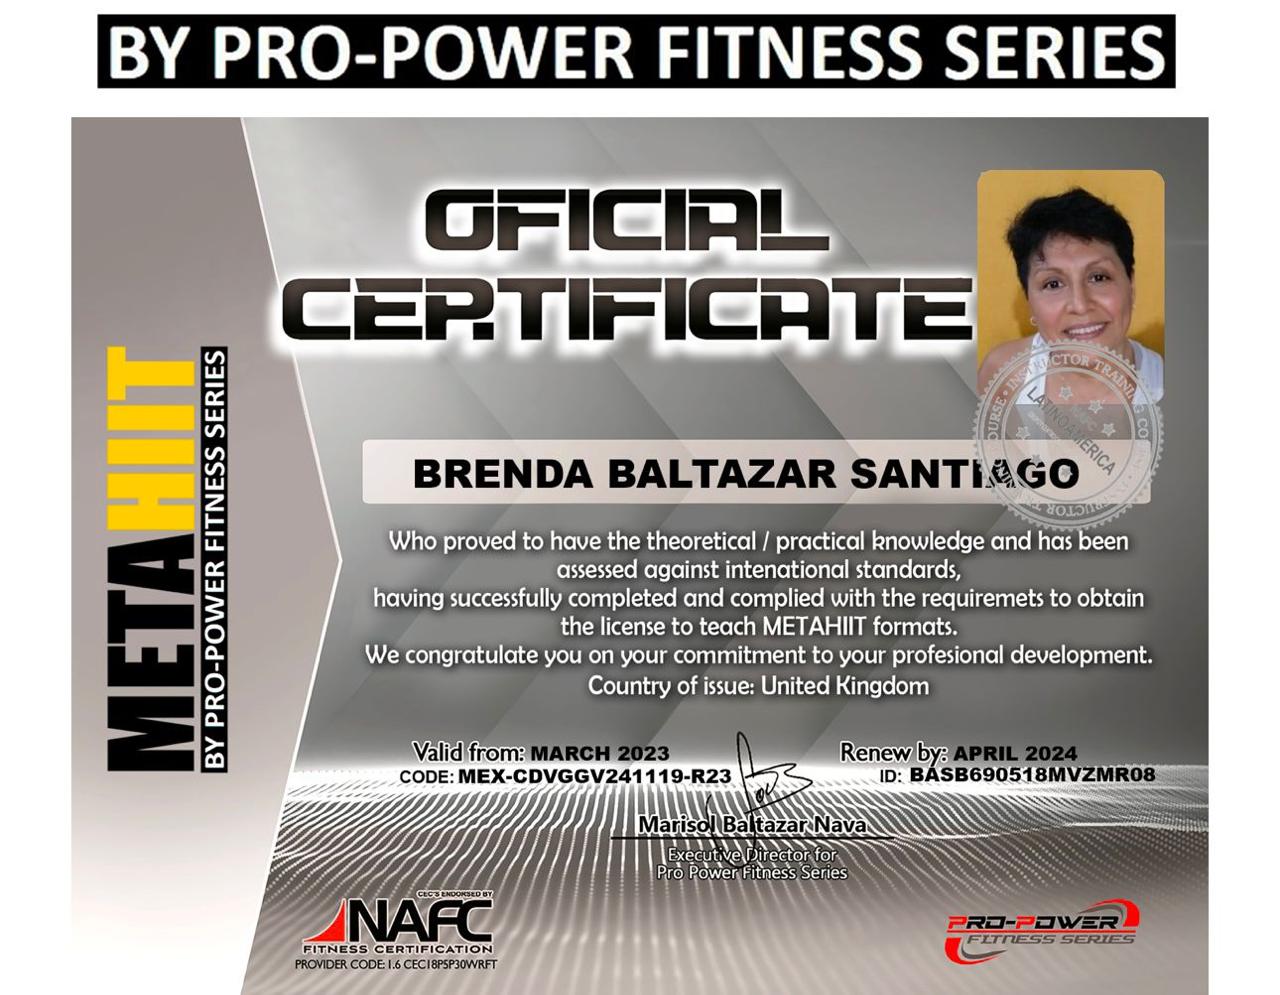 BY PRO-POWER FITNESS SERIES
OFICIAL
CERTIFICATE
METAHIIT
BY PRO-POWER FITNESS SERIES
INSTRUCTOR TRAINING COURSE
LATINOAMERICA
BRENDA BALTAZAR SANTIAGO
Who proved to have the theoretical / practical knowledge and has been
assessed against intenational standards,
having successfully completed and complied with the requiremets to obtain
the license to teach METAHIIT formats.
We congratulate you on your commitment to your profesional development.
Country of issue: United Kingdom
Valid from: MARCH 2023
Renew by: APRIL 2024
CODE: MEX-CDVGGV241119-R23
ID: BASB690518MVZMR08
Marisol Baltazar Nava
Executive Director for
Pro Power Fitness Series
CEC'S ENDORSED BY
NAFC
FITNESS CERTIFICATION
PROVIDER CODE: 1.6 CEC18PSP30WRFT
PRO-POWER
FITNESS SERIES